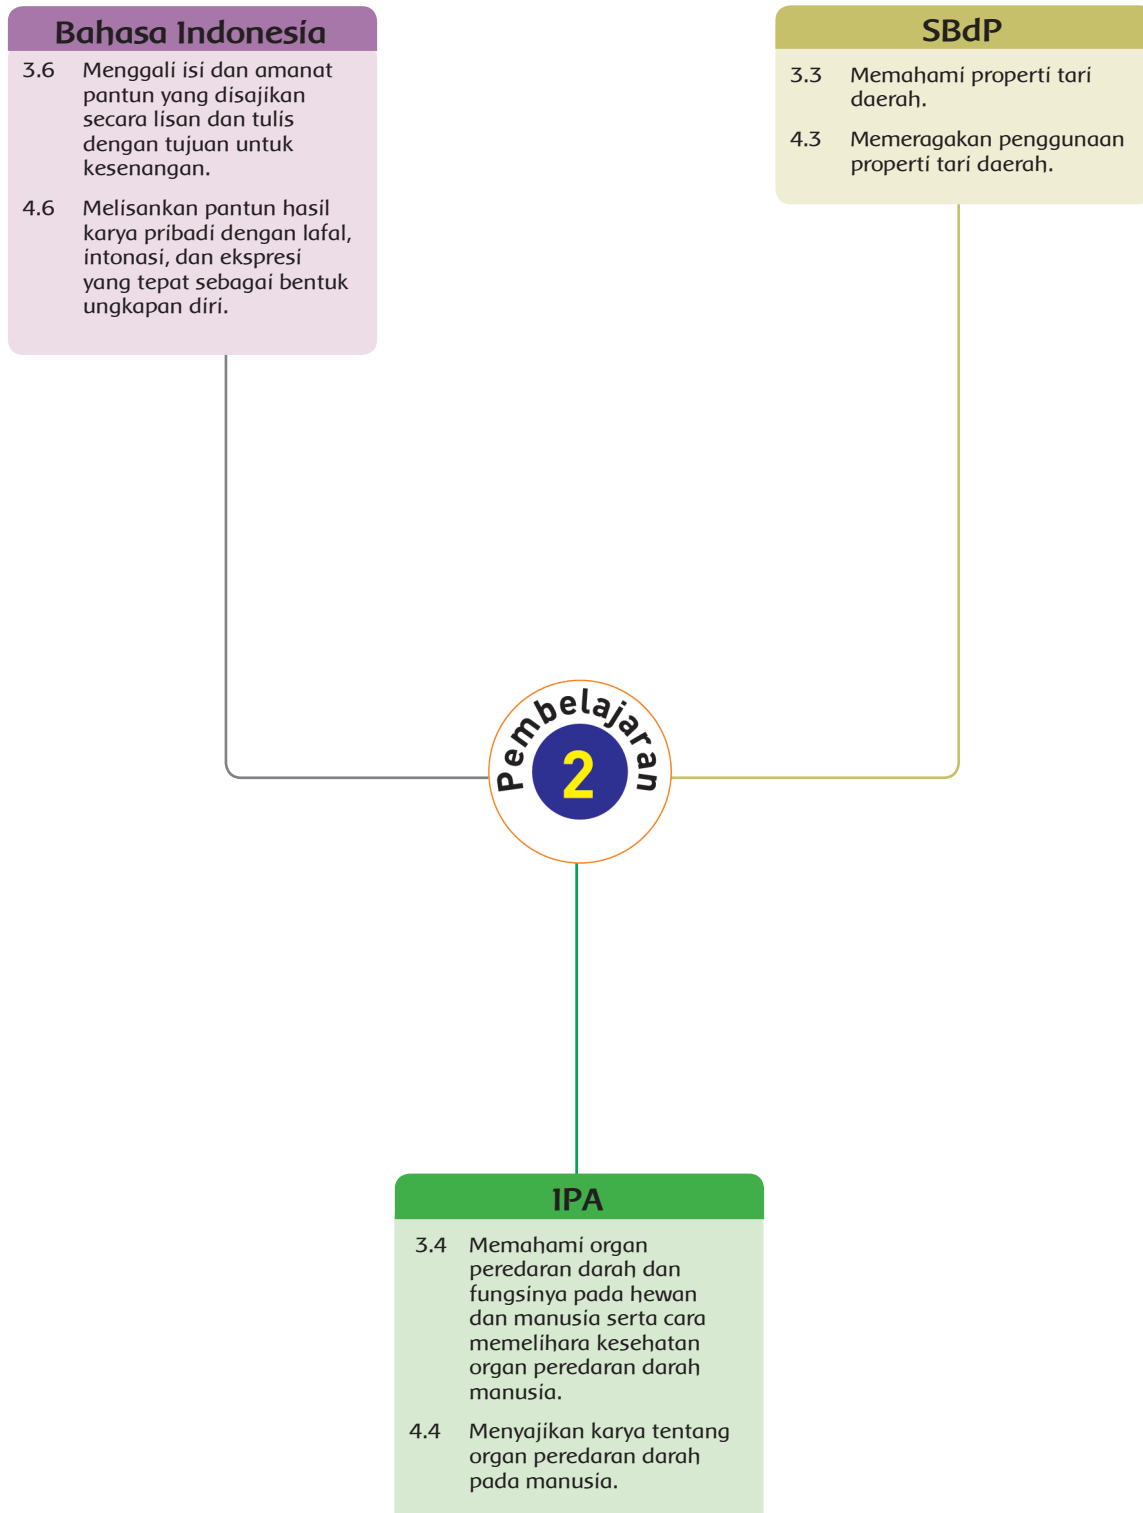 Bahasa Indonesia
3.6 Menggali isi dan amanat
pantun yang disajikan
secara lisan dan tulis
dengan tujuan untuk
kesenangan.
4.6 Melisankan pantun hasil
karya pribadi dengan lafal,
intonasi, dan ekspresi
yang tepat sebagai bentuk
ungkapan diri.
SBdP
3.3 Memahami properti tari
daerah.
4.3 Memeragakan penggunaan
properti tari daerah.
Pembelajaran
2
IPA
3.4 Memahami organ
peredaran darah dan
fungsinya pada hewan
dan manusia serta cara
memelihara kesehatan
organ peredaran darah
manusia.
4.4 Menyajikan karya tentang
organ peredaran darah
pada manusia.